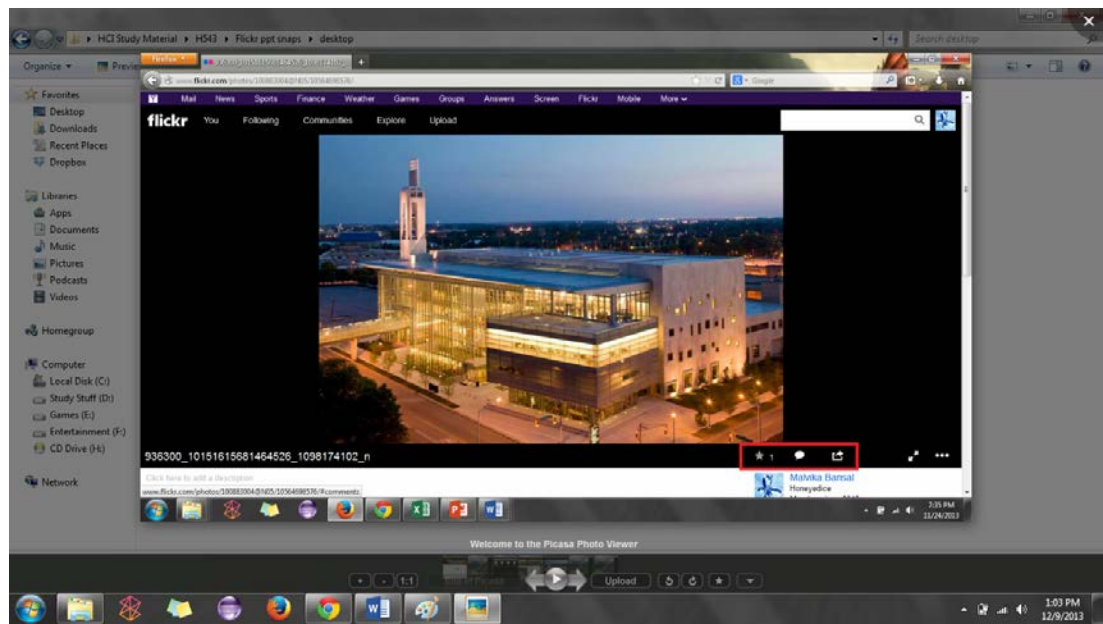 HCI Study Material ▸ H543 ▸ Flickr ppt snaps ▸ desktop
Search desktop
Organize
Favorites
Desktop
Downloads
Recent Places
Dropbox
Libraries
Apps
Documents
Music
Pictures
Podcasts
Videos
Homegroup
Computer
Local Disk (C:)
Study Stuff (D:)
Games (E:)
Entertainment (F:)
CD Drive (H:)
Network
Firefox
Google
Mail News Sports Finance Weather Games Groups Answers Screen Flickr Mobile More
flickr You Following Communities Explore Upload
936300_10151615681464526_1098174102_n
1
Click here to add a description
Malvika Bansal
Honeyedice
7:35 PM
11/24/2013
Welcome to the Picasa Photo Viewer
1:1
Upload
1:03 PM
12/9/2013